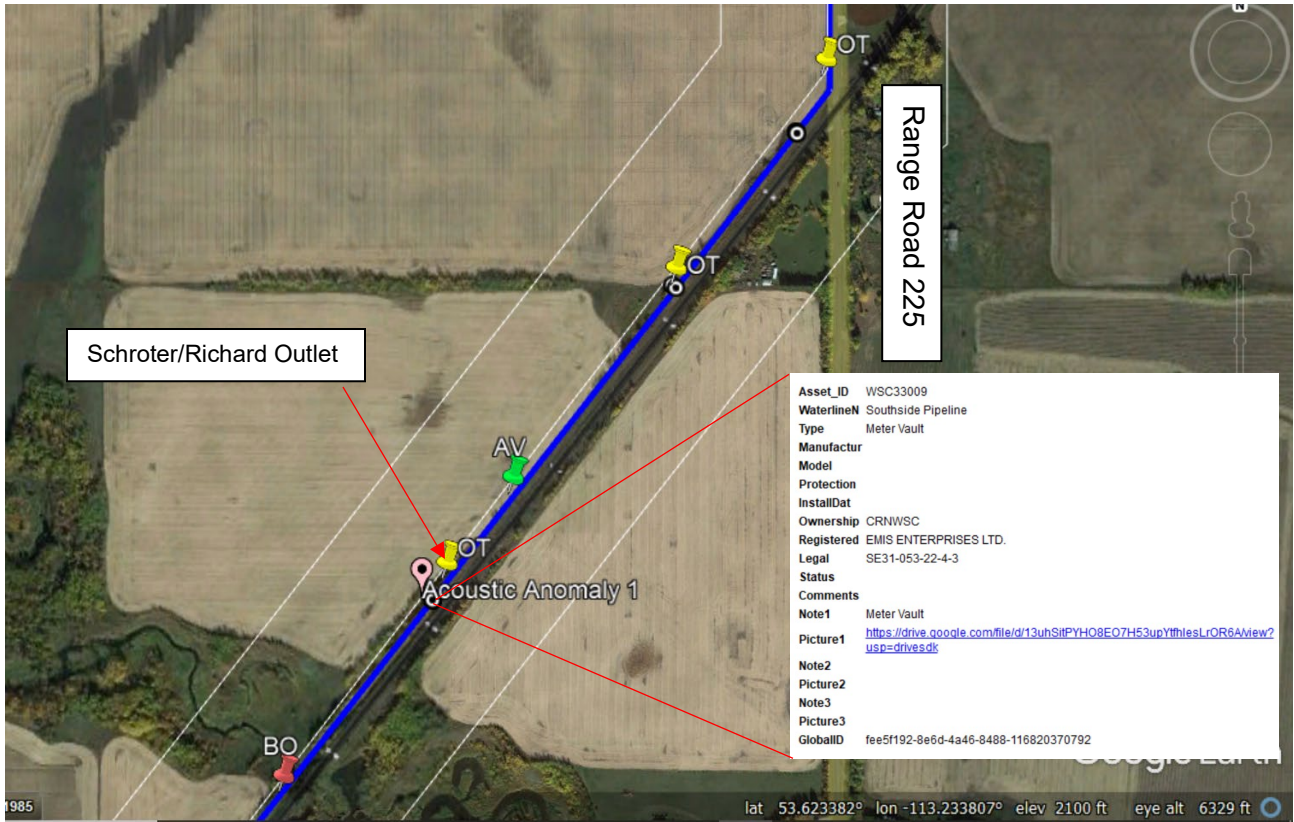 N
OT
Range Road 225
OT
Schroter/Richard Outlet
AV
OT
Acoustic Anomaly 1
BO
Asset_ID WSC33009
WaterlineN Southside Pipeline
Type Meter Vault
Manufactur
Model
Protection
InstallDat
Ownership CRNWSC
Registered EMIS ENTERPRISES LTD.
Legal SE31-053-22-4-3
Status
Comments
Note1 Meter Vault
Picture1 https://drive.google.com/file/d/13uhSitPYHO8EO7H53upYtfhIesLrOR6A/view?
usp=drivesdk
Note2
Picture2
Note3
Picture3
GlobalID fee5f192-8e6d-4a46-8488-116820370792
Google Earth
1985
lat 53.623382° lon -113.233807° elev 2100 ft eye alt 6329 ft